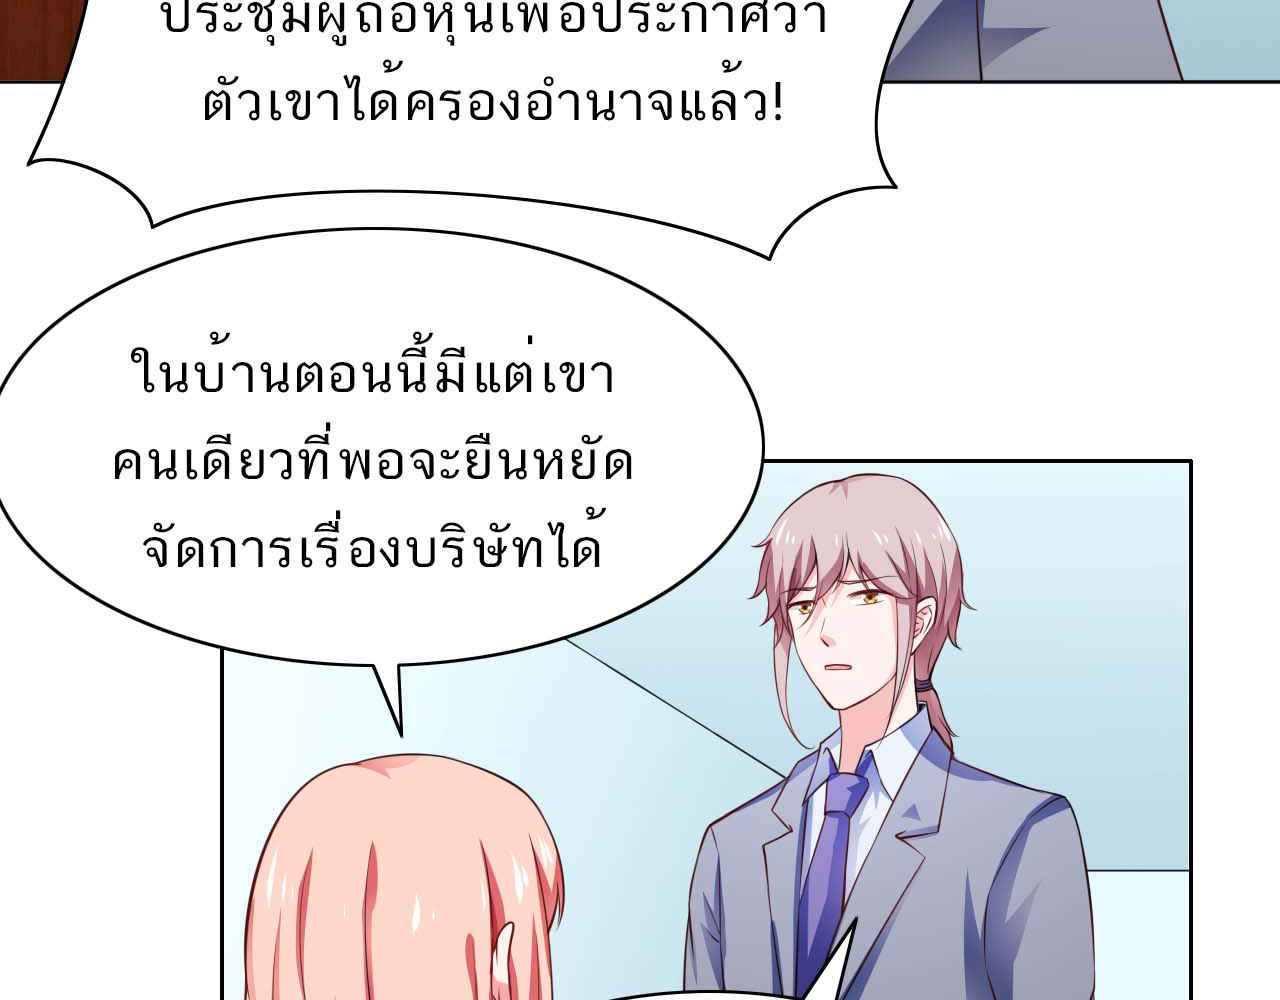 ประชุมผู้ถือหุ้นเพื่อประกาศว่า
ตัวเขาได้ครองอำนาจแล้ว!
ในบ้านตอนนี้มีแต่เขา
คนเดียวที่พอจะยืนหยัด
จัดการเรื่องบริษัทได้